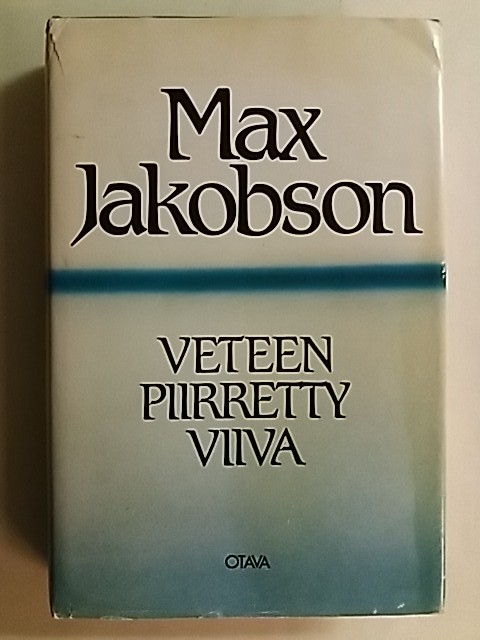 Max
Jakobson
VETEEN
PIIRRETTY
VIIVA
OTAVA